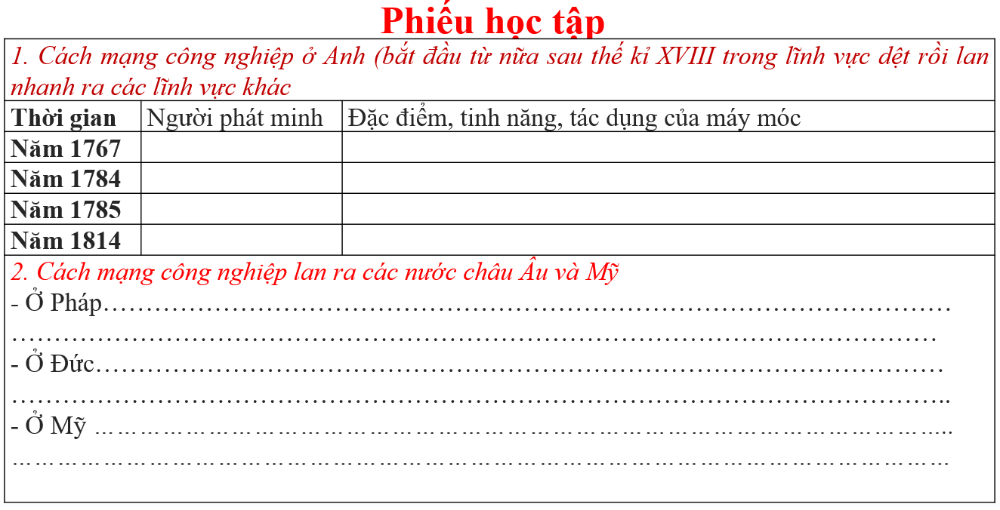 Phiếu học tập
1. Cách mạng công nghiệp ở Anh (bắt đầu từ nữa sau thế kỉ XVIII trong lĩnh vực dệt rồi lan
nhanh ra các lĩnh vực khác
Thời gian Người phát minh Đặc điểm, tinh năng, tác dụng của máy móc
Năm 1767
Năm 1784
Năm 1785
Năm 1814
2. Cách mạng công nghiệp lan ra các nước châu Âu và Mỹ
- Ở Pháp……………………………………………………………………………………………
……………………………………………………………………………………………………
- Ở Đức……………………………………………………………………………………………
……………………………………………………………………………………………………..
- Ở Mỹ ……………………………………………………………………………………………..
……………………………………………………………………………………………………